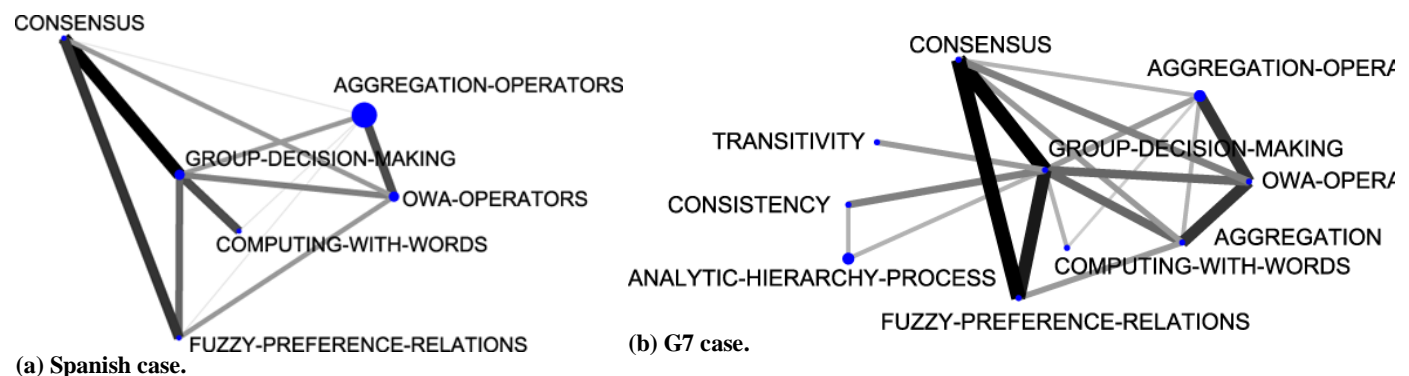 CONSENSUS
AGGREGATION-OPERATORS
GROUP-DECISION-MAKING
OWA-OPERATORS
COMPUTING-WITH-WORDS
FUZZY-PREFERENCE-RELATIONS
(a) Spanish case.
CONSENSUS
AGGREGATION-OPERA
TRANSITIVITY
GROUP-DECISION-MAKING
OWA-OPERA
CONSISTENCY
AGGREGATION
COMPUTING-WITH-WORDS
ANALYTIC-HIERARCHY-PROCESS
FUZZY-PREFERENCE-RELATIONS
(b) G7 case.